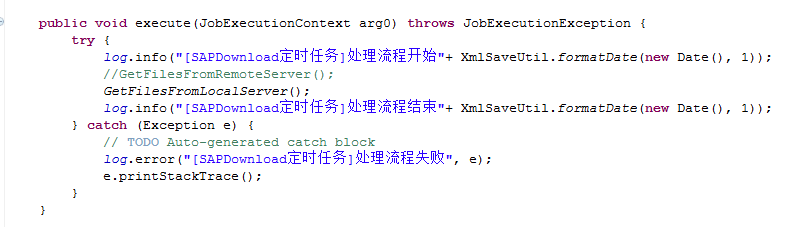 public void execute(JobExecutionContext arg0) throws JobExecutionException {
try {
log.info("[SAPDownload定时任务]处理流程开始"+ XmlSaveUtil.formatDate(new Date(), 1));
//GetFilesFromRemoteServer();
GetFilesFromLocalServer();
log.info("[SAPDownload定时任务]处理流程结束"+ XmlSaveUtil.formatDate(new Date(), 1));
} catch (Exception e) {
// TODO Auto-generated catch block
log.error("[SAPDownload定时任务]处理流程失败", e);
e.printStackTrace();
}
}